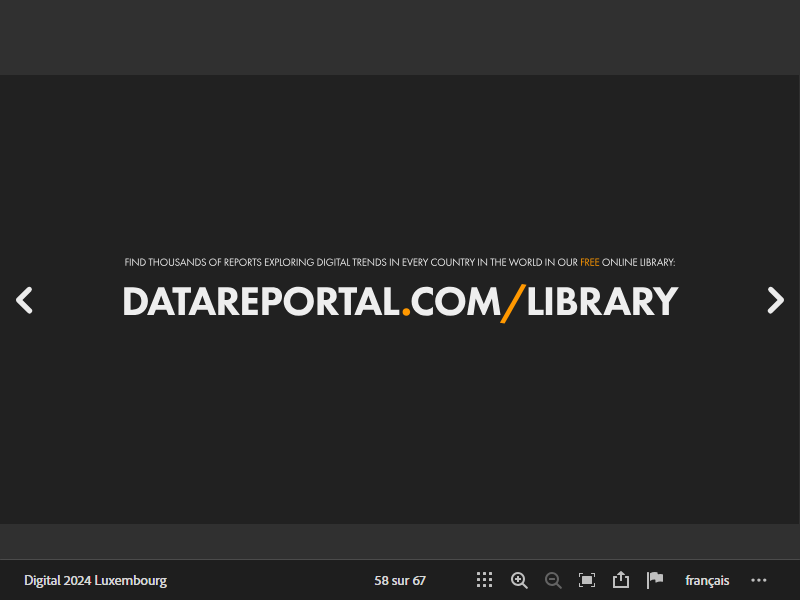 FIND THOUSANDS OF REPORTS EXPLORING DIGITAL TRENDS IN EVERY COUNTRY IN THE WORLD IN OUR FREE ONLINE LIBRARY:
DATAREPORTAL.COM/LIBRARY
Digital 2024 Luxembourg 58 sur 67 français